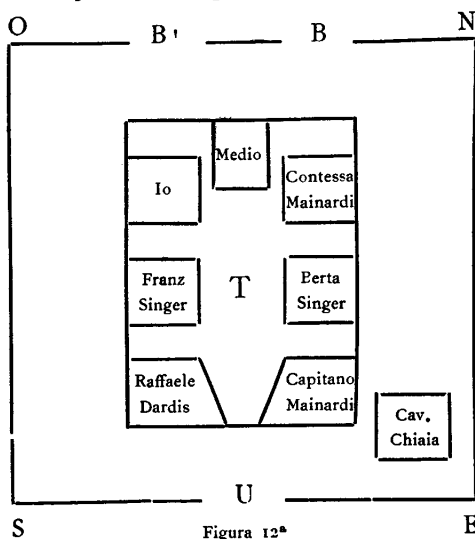 O B' B N
Medio
Io
Contessa
Mainardi
Franz
Singer
T
Berta
Singer
Raffaele
Dardis
Capitano
Mainardi
Cav.
Chiaia
U
S E
Figura 12ª